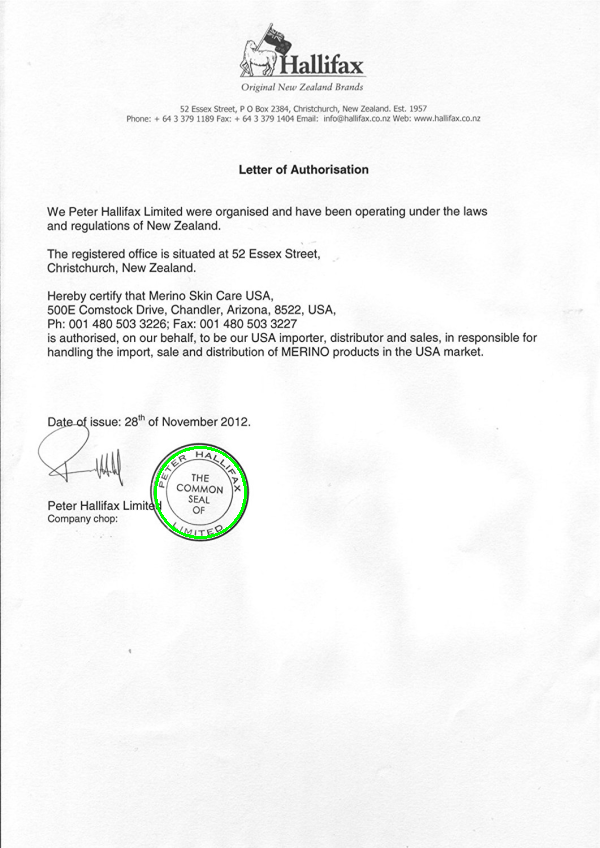 Hallifax
Original New Zealand Brands
52 Essex Street, P O Box 2384, Christchurch, New Zealand. Est. 1957
Phone: + 64 3 379 1189 Fax: + 64 3 379 1404 Email: info@hallifax.co.nz Web: www.hallifax.co.nz
Letter of Authorisation
We Peter Hallifax Limited were organised and have been operating under the laws
and regulations of New Zealand.
The registered office is situated at 52 Essex Street,
Christchurch, New Zealand.
Hereby certify that Merino Skin Care USA,
500E Comstock Drive, Chandler, Arizona, 8522, USA,
Ph: 001 480 503 3226; Fax: 001 480 503 3227
is authorised, on our behalf, to be our USA importer, distributor and sales, in responsible for
handling the import, sale and distribution of MERINO products in the USA market.
Date of issue: 28th of November 2012.
Peter Hallifax Limited
Company chop:
THE
COMMON
SEAL
OF
PETER HALLIFAX
LIMITED